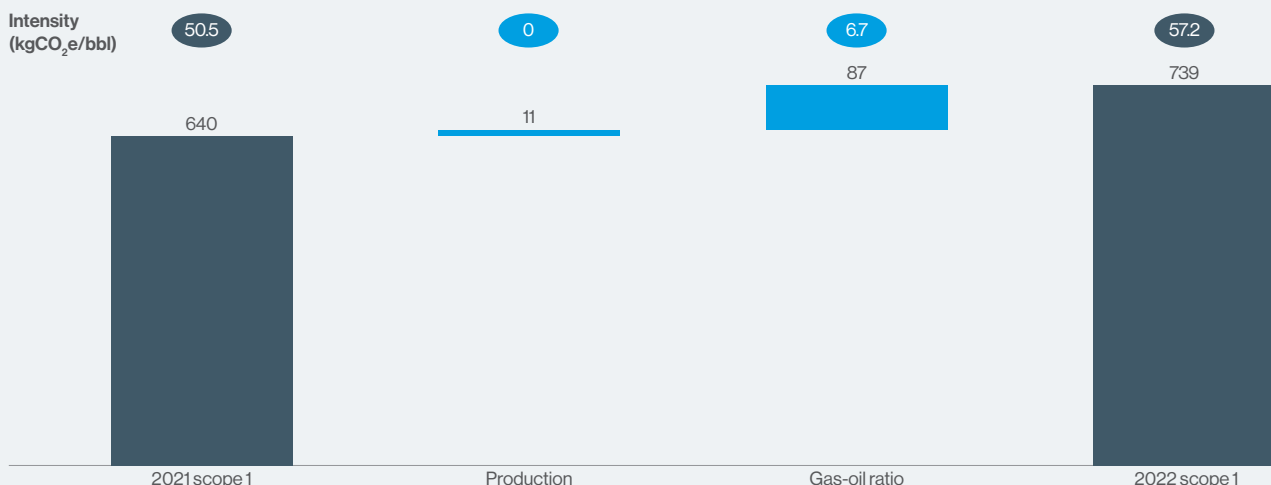 Intensity
(kgCO₂e/bbl)
50.5
0
6.7
57.2
640
11
87
739
2021 scope 1
Production
Gas-oil ratio
2022 scope 1